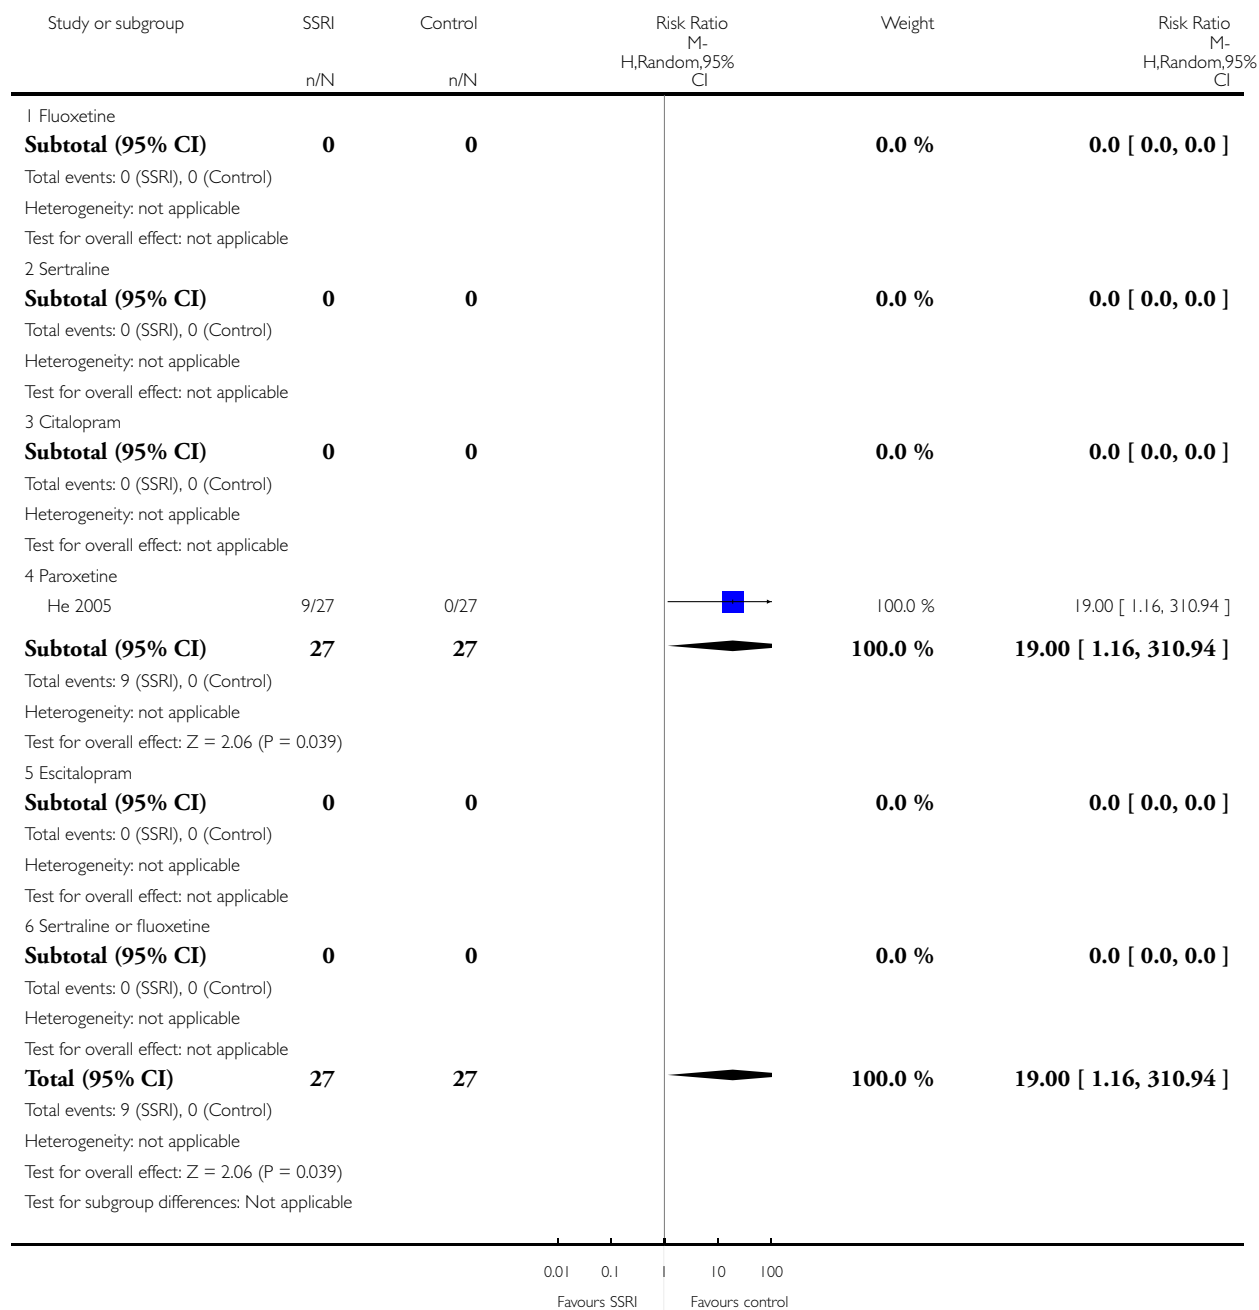 Study or subgroup SSRI Control Risk Ratio Weight Risk Ratio
M- M-
H,Random,95% H,Random,95%
n/N n/N CI CI
1 Fluoxetine
Subtotal (95% CI) 0 0 0.0 % 0.0 [ 0.0, 0.0 ]
Total events: 0 (SSRI), 0 (Control)
Heterogeneity: not applicable
Test for overall effect: not applicable
2 Sertraline
Subtotal (95% CI) 0 0 0.0 % 0.0 [ 0.0, 0.0 ]
Total events: 0 (SSRI), 0 (Control)
Heterogeneity: not applicable
Test for overall effect: not applicable
3 Citalopram
Subtotal (95% CI) 0 0 0.0 % 0.0 [ 0.0, 0.0 ]
Total events: 0 (SSRI), 0 (Control)
Heterogeneity: not applicable
Test for overall effect: not applicable
4 Paroxetine
He 2005 9/27 0/27 100.0 % 19.00 [ 1.16, 310.94 ]
Subtotal (95% CI) 27 27 100.0 % 19.00 [ 1.16, 310.94 ]
Total events: 9 (SSRI), 0 (Control)
Heterogeneity: not applicable
Test for overall effect: Z = 2.06 (P = 0.039)
5 Escitalopram
Subtotal (95% CI) 0 0 0.0 % 0.0 [ 0.0, 0.0 ]
Total events: 0 (SSRI), 0 (Control)
Heterogeneity: not applicable
Test for overall effect: not applicable
6 Sertraline or fluoxetine
Subtotal (95% CI) 0 0 0.0 % 0.0 [ 0.0, 0.0 ]
Total events: 0 (SSRI), 0 (Control)
Heterogeneity: not applicable
Test for overall effect: not applicable
Total (95% CI) 27 27 100.0 % 19.00 [ 1.16, 310.94 ]
Total events: 9 (SSRI), 0 (Control)
Heterogeneity: not applicable
Test for overall effect: Z = 2.06 (P = 0.039)
Test for subgroup differences: Not applicable
0.01 0.1 1 10 100
Favours SSRI Favours control